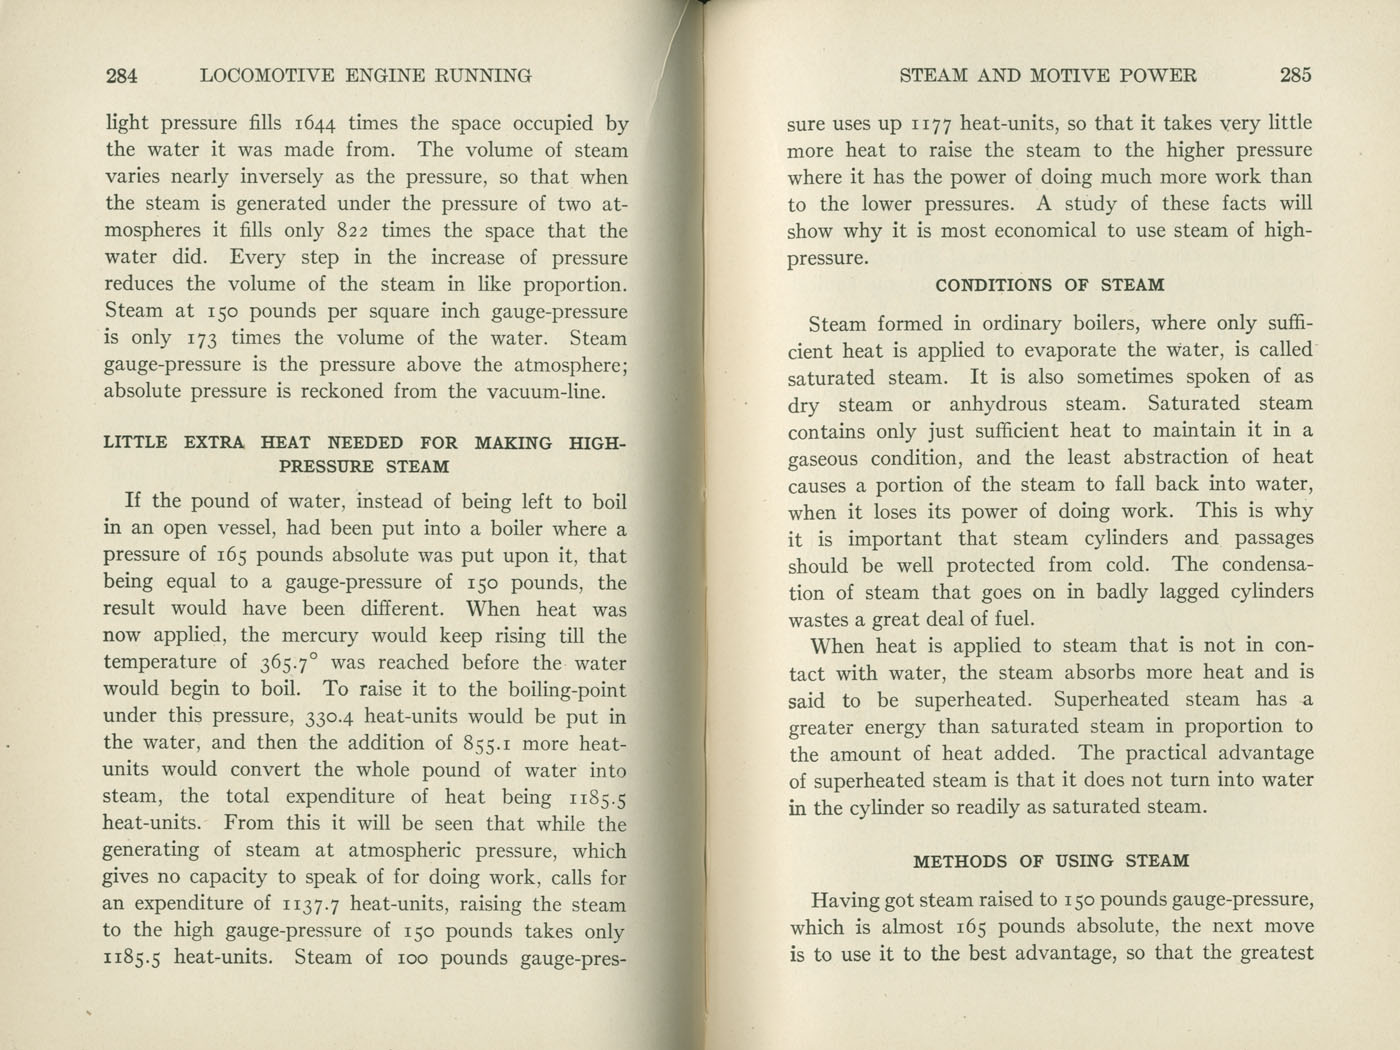 284 LOCOMOTIVE ENGINE RUNNING
light pressure fills 1644 times the space occupied by
the water it was made from. The volume of steam
varies nearly inversely as the pressure, so that when
the steam is generated under the pressure of two at-
mospheres it fills only 822 times the space that the
water did. Every step in the increase of pressure
reduces the volume of the steam in like proportion.
Steam at 150 pounds per square inch gauge-pressure
is only 173 times the volume of the water. Steam
gauge-pressure is the pressure above the atmosphere;
absolute pressure is reckoned from the vacuum-line.
LITTLE EXTRA HEAT NEEDED FOR MAKING HIGH-
PRESSURE STEAM
If the pound of water, instead of being left to boil
in an open vessel, had been put into a boiler where a
pressure of 165 pounds absolute was put upon it, that
being equal to a gauge-pressure of 150 pounds, the
result would have been different. When heat was
now applied, the mercury would keep rising till the
temperature of 365.7° was reached before the water
would begin to boil. To raise it to the boiling-point
under this pressure, 330.4 heat-units would be put in
the water, and then the addition of 855.1 more heat-
units would convert the whole pound of water into
steam, the total expenditure of heat being 1185.5
heat-units. From this it will be seen that while the
generating of steam at atmospheric pressure, which
gives no capacity to speak of for doing work, calls for
an expenditure of 1137.7 heat-units, raising the steam
to the high gauge-pressure of 150 pounds takes only
1185.5 heat-units. Steam of 100 pounds gauge-pres-
STEAM AND MOTIVE POWER 285
sure uses up 1177 heat-units, so that it takes very little
more heat to raise the steam to the higher pressure
where it has the power of doing much more work than
to the lower pressures. A study of these facts will
show why it is most economical to use steam of high-
pressure.
CONDITIONS OF STEAM
Steam formed in ordinary boilers, where only suffi-
cient heat is applied to evaporate the water, is called
saturated steam. It is also sometimes spoken of as
dry steam or anhydrous steam. Saturated steam
contains only just sufficient heat to maintain it in a
gaseous condition, and the least abstraction of heat
causes a portion of the steam to fall back into water,
when it loses its power of doing work. This is why
it is important that steam cylinders and passages
should be well protected from cold. The condensa-
tion of steam that goes on in badly lagged cylinders
wastes a great deal of fuel.
When heat is applied to steam that is not in con-
tact with water, the steam absorbs more heat and is
said to be superheated. Superheated steam has a
greater energy than saturated steam in proportion to
the amount of heat added. The practical advantage
of superheated steam is that it does not turn into water
in the cylinder so readily as saturated steam.
METHODS OF USING STEAM
Having got steam raised to 150 pounds gauge-pressure,
which is almost 165 pounds absolute, the next move
is to use it to the best advantage, so that the greatest